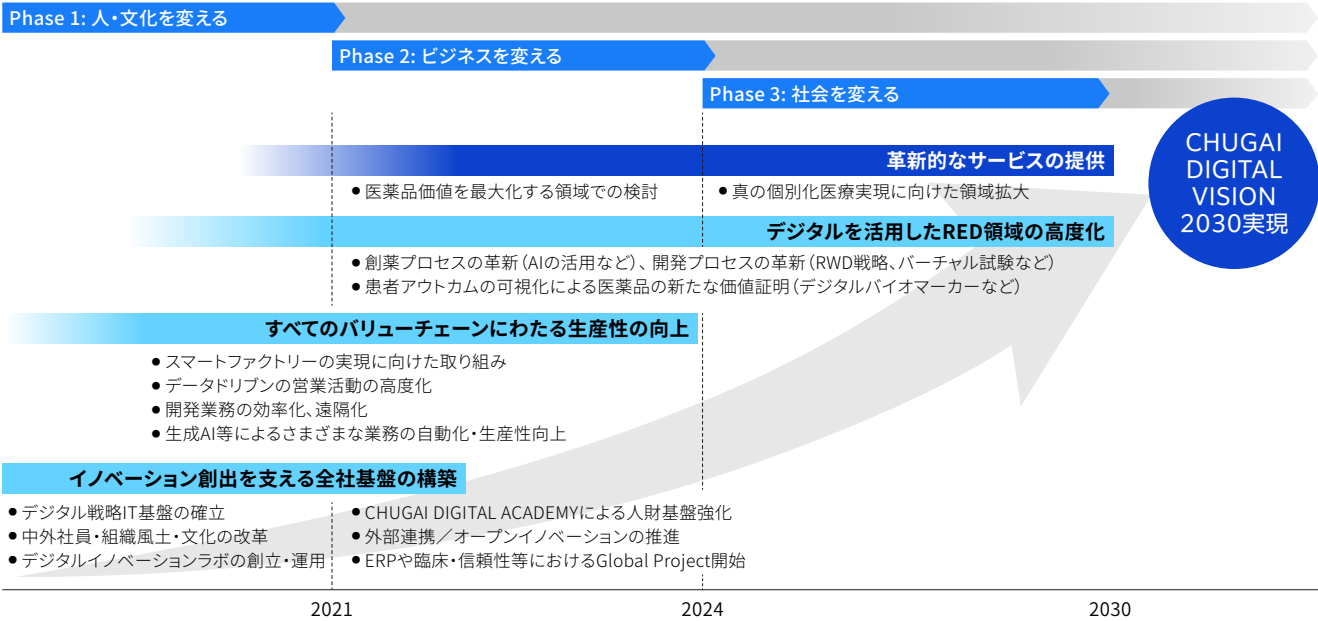 Phase 1: 人・文化を変える
Phase 2: ビジネスを変える
Phase 3: 社会を変える
CHUGAI
DIGITAL
VISION
2030実現
革新的なサービスの提供
● 医薬品価値を最大化する領域での検討
● 真の個別化医療実現に向けた領域拡大
デジタルを活用したRED領域の高度化
● 創薬プロセスの革新（AIの活用など）、開発プロセスの革新（RWD戦略、バーチャル試験など）
● 患者アウトカムの可視化による医薬品の新たな価値証明（デジタルバイオマーカーなど）
すべてのバリューチェーンにわたる生産性の向上
● スマートファクトリーの実現に向けた取り組み
● データドリブンの営業活動の高度化
● 開発業務の効率化、遠隔化
● 生成AI等によるさまざまな業務の自動化・生産性向上
イノベーション創出を支える全社基盤の構築
● デジタル戦略IT基盤の確立
● 中外社員・組織風土・文化の改革
● デジタルイノベーションラボの創立・運用
● CHUGAI DIGITAL ACADEMYによる人財基盤強化
● 外部連携／オープンイノベーションの推進
● ERPや臨床・信頼性等におけるGlobal Project開始
2021
2024
2030